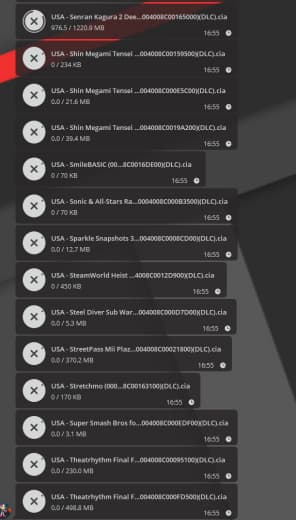 USA - Senran Kagura 2 Dee...004008C00165000)(DLC).cia
976.5 / 1220.9 MB
16:55
USA - Shin Megami Tensei ...004008C00159500)(DLC).cia
0 / 234 KB
16:55
USA - Shin Megami Tensei ...004008C000E5C00)(DLC).cia
0.0 / 21.6 MB
16:55
USA - Shin Megami Tensei ...004008C0019A200)(DLC).cia
0.0 / 39.4 MB
16:55
USA - SmileBASIC (00...8C0016DE00)(DLC).cia
0 / 70 KB
16:55
USA - Sonic & All-Stars Ra...0004008C000B3500)(DLC).cia
0 / 70 KB
16:55
USA - Sparkle Snapshots 3...004008C0008CD00)(DLC).cia
0.0 / 12.7 MB
16:55
USA - SteamWorld Heist ...4008C0012D900)(DLC).cia
0 / 450 KB
16:55
USA - Steel Diver Sub War...004008C000D7D00)(DLC).cia
0.0 / 5.3 MB
16:55
USA - StreetPass Mii Plaz...004008C00021800)(DLC).cia
0.0 / 370.2 MB
16:55
USA - Stretchmo (000...8C00163100)(DLC).cia
0 / 170 KB
16:55
USA - Super Smash Bros fo...004008C000EDF00)(DLC).cia
0.0 / 3.1 MB
16:55
USA - Theatrhythm Final F...004008C00095100)(DLC).cia
0.0 / 230.0 MB
16:55
USA - Theatrhythm Final F...004008C000FD500)(DLC).cia
0.0 / 498.8 MB
16:55